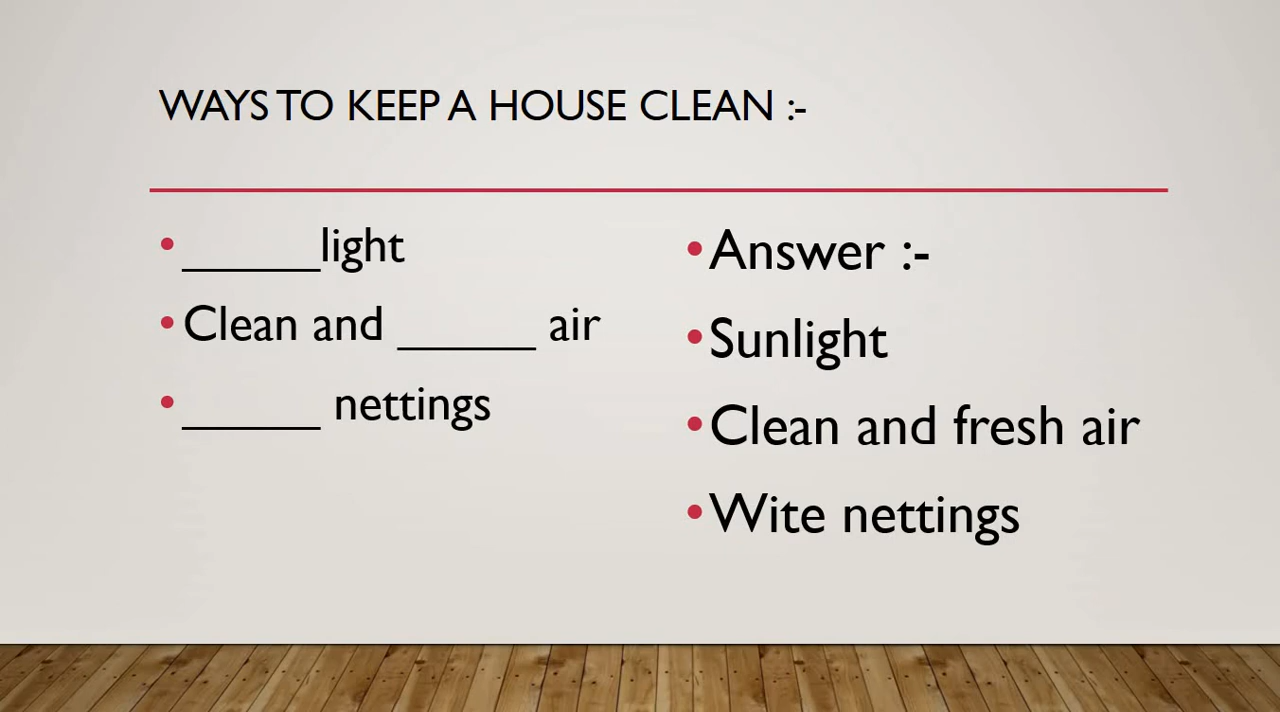 WAYS TO KEEP A HOUSE CLEAN :-
• ______light
• Clean and ______ air
• ______ nettings
• Answer :-
• Sunlight
• Clean and fresh air
• Wite nettings